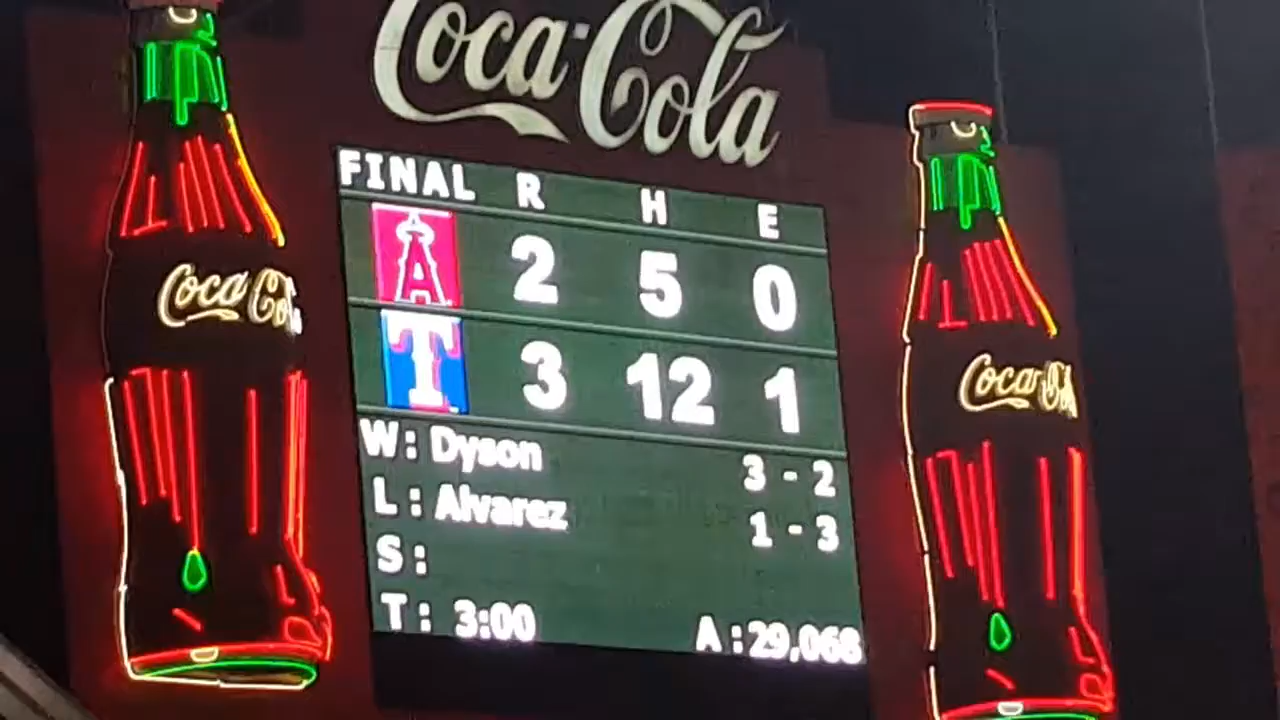 Coca-Cola
FINAL R H E
A 2 5 0
T 3 12 1
W: Dyson 3 - 2
L: Alvarez 1 - 3
S:
T: 3:00 A:29,068
Coca Cola
Coca Cola